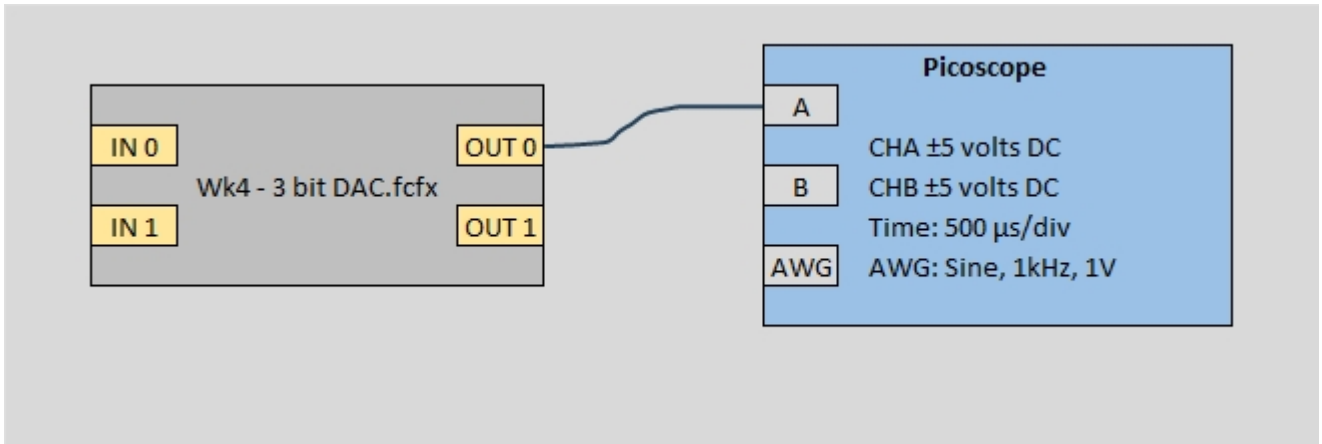 Picoscope
IN 0
OUT 0
Wk4 - 3 bit DAC.fcfx
IN 1
OUT 1
A
CHA ±5 volts DC
B
CHB ±5 volts DC
Time: 500 µs/div
AWG
AWG: Sine, 1kHz, 1V